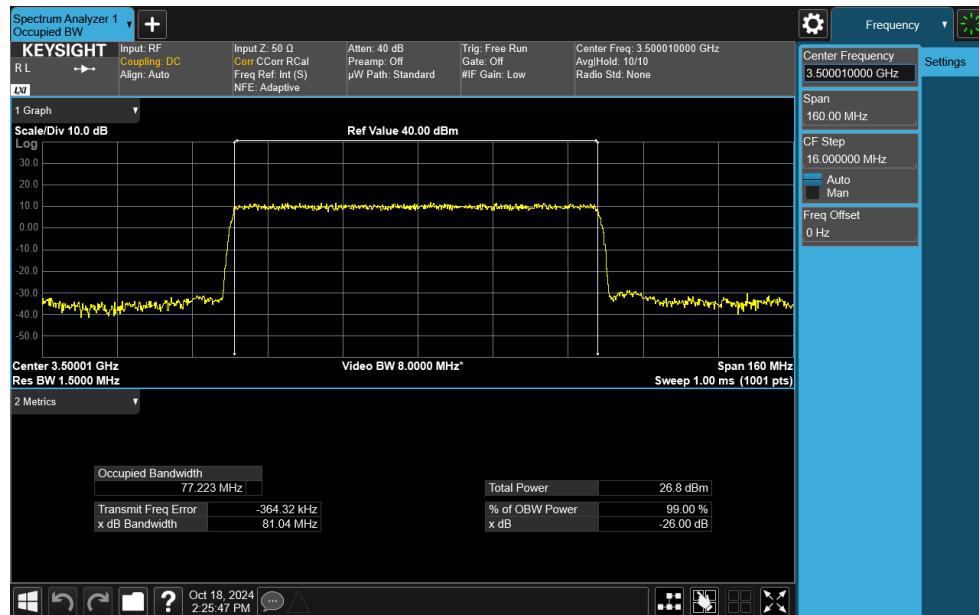 Spectrum Analyzer 1
Occupied BW
Frequency
KEYSIGHT
R L
LXI
Input: RF
Coupling: DC
Align: Auto
Input Z: 50 Ω
Corr CCorr RCal
Freq Ref: Int (S)
NFE: Adaptive
Atten: 40 dB
Preamp: Off
µW Path: Standard
Trig: Free Run
Gate: Off
#IF Gain: Low
Center Freq: 3.500010000 GHz
Avg|Hold: 10/10
Radio Std: None
Center Frequency
3.500010000 GHz
Settings
Span
160.00 MHz
CF Step
16.000000 MHz
Auto
Man
Freq Offset
0 Hz
1 Graph
Scale/Div 10.0 dB
Ref Value 40.00 dBm
Log
30.0
20.0
10.0
0.00
-10.0
-20.0
-30.0
-40.0
-50.0
Center 3.50001 GHz
Video BW 8.0000 MHz*
Span 160 MHz
Res BW 1.5000 MHz
Sweep 1.00 ms (1001 pts)
2 Metrics
Occupied Bandwidth
77.223 MHz
Total Power 26.8 dBm
Transmit Freq Error -364.32 kHz
% of OBW Power 99.00 %
x dB Bandwidth 81.04 MHz
x dB -26.00 dB
?
Oct 18, 2024
2:25:47 PM